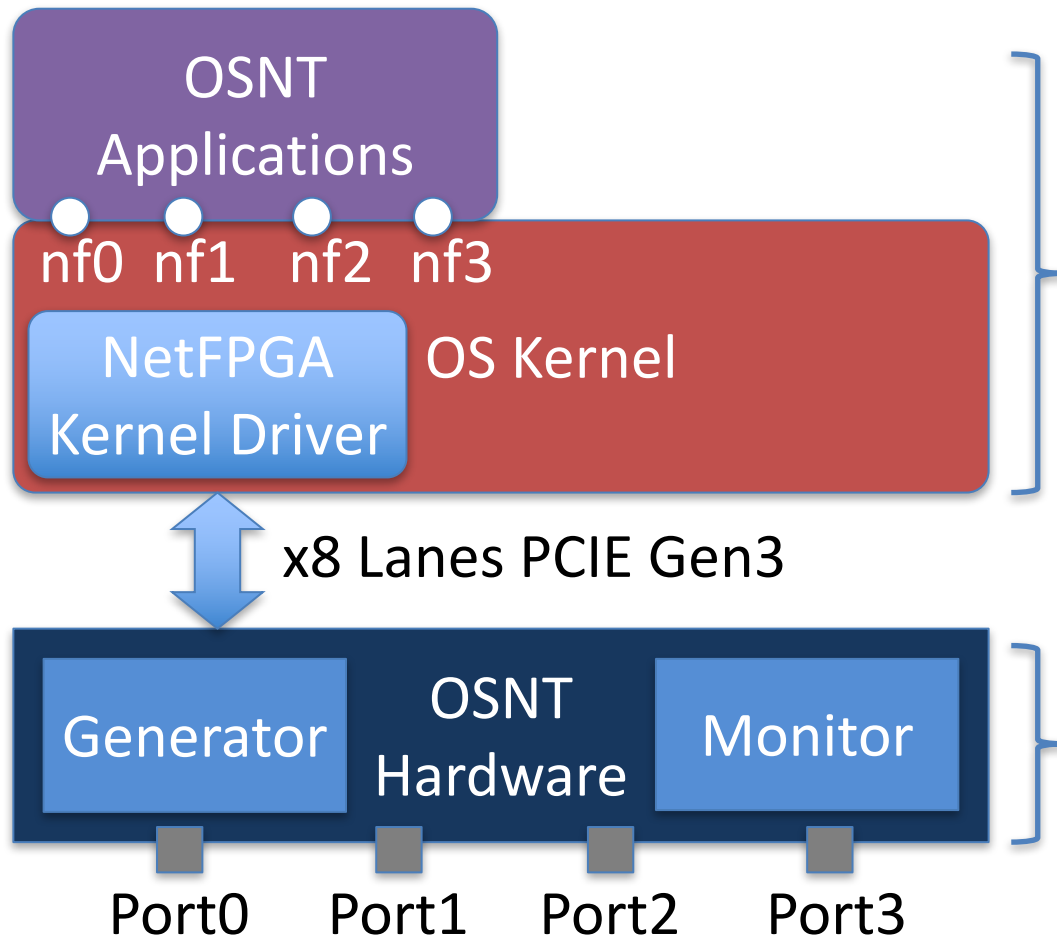 OSNT
Applications
nf0 nf1 nf2 nf3
NetFPGA
Kernel Driver
OS Kernel
x8 Lanes PCIE Gen3
Generator
OSNT
Hardware
Monitor
Port0 Port1 Port2 Port3